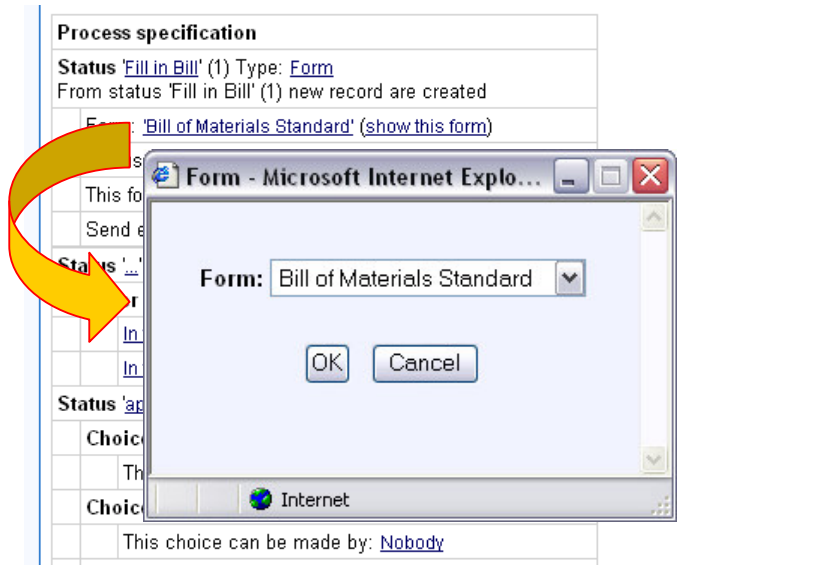 Process specification
Status 'Fill in Bill' (1) Type: Form
From status 'Fill in Bill' (1) new record are created
'Bill of Materials Standard' (show this form)
This fo
Send e
Status '...'
In
In
Status 'ap
Choic
Th
Choic
This choice can be made by: Nobody
Form - Microsoft Internet Explo...
Form: Bill of Materials Standard
OK Cancel
Internet